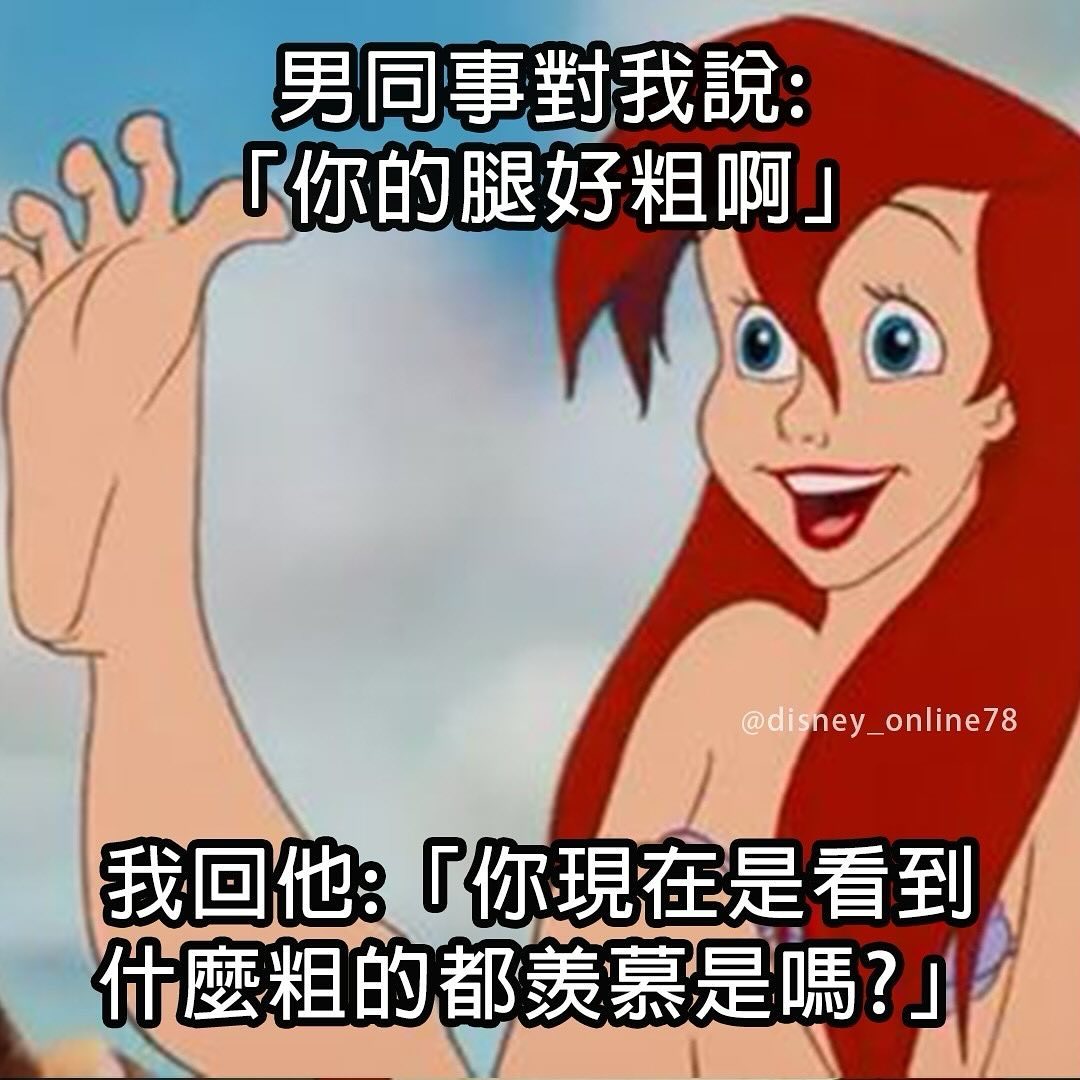 男同事對我說:
「你的腿好粗啊」
@disney_online78
我回他:「你現在是看到
什麼粗的都羨慕是嗎?」